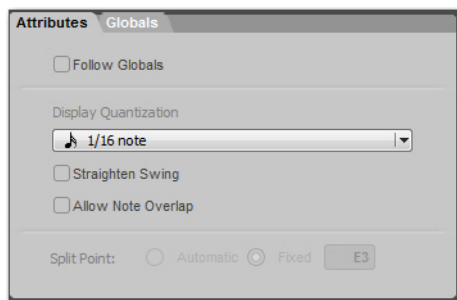 Attributes Globals
Follow Globals
Display Quantization
1/16 note
Straighten Swing
Allow Note Overlap
Split Point: Automatic Fixed E3